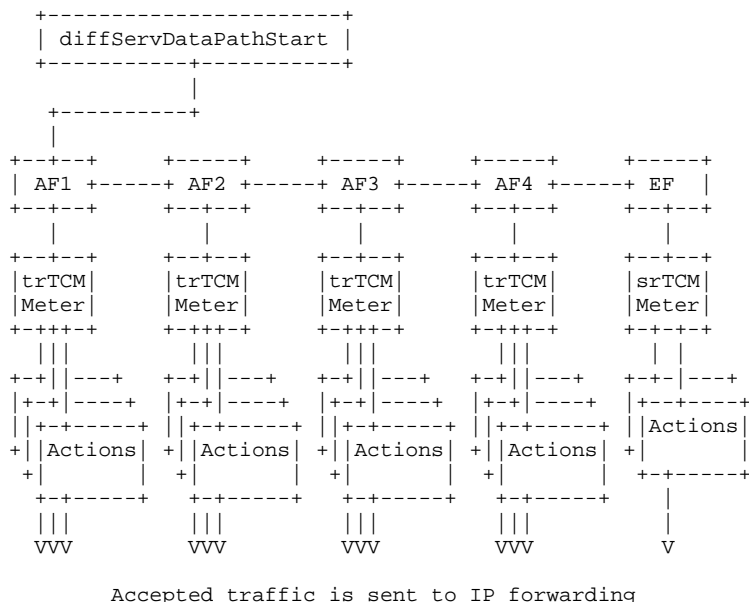 diffServDataPathStart
AF1 AF2 AF3 AF4 EF
trTCM trTCM trTCM trTCM srTCM
Meter Meter Meter Meter Meter
Actions Actions Actions Actions Actions
VVV VVV VVV VVV V
Accepted traffic is sent to IP forwarding